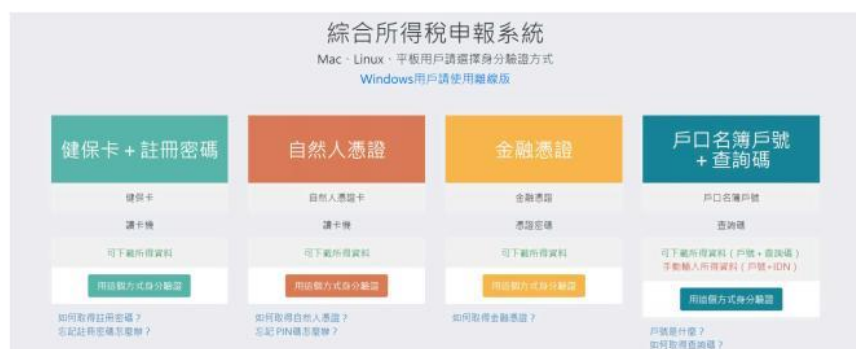 綜合所得稅申報系統
Mac、Linux、平板用戶請選擇身分驗證方式
Windows用戶請使用離線版
健保卡 + 註冊密碼
健保卡
讀卡機
可下載所得資料
用這個方式身分驗證
如何取得註冊密碼？
忘記註冊密碼怎麼辦？
自然人憑證
自然人憑證卡
讀卡機
可下載所得資料
用這個方式身分驗證
如何取得自然人憑證？
忘記 PIN碼怎麼辦？
金融憑證
金融憑證
憑證密碼
可下載所得資料
用這個方式身分驗證
如何取得金融憑證？
戶口名簿戶號
+ 查詢碼
戶口名簿戶號
查詢碼
可下載所得資料（戶號 + 查詢碼）
手動輸入所得資料（戶號+IDN）
用這個方式身分驗證
戶號是什麼？
如何取得查詢碼？